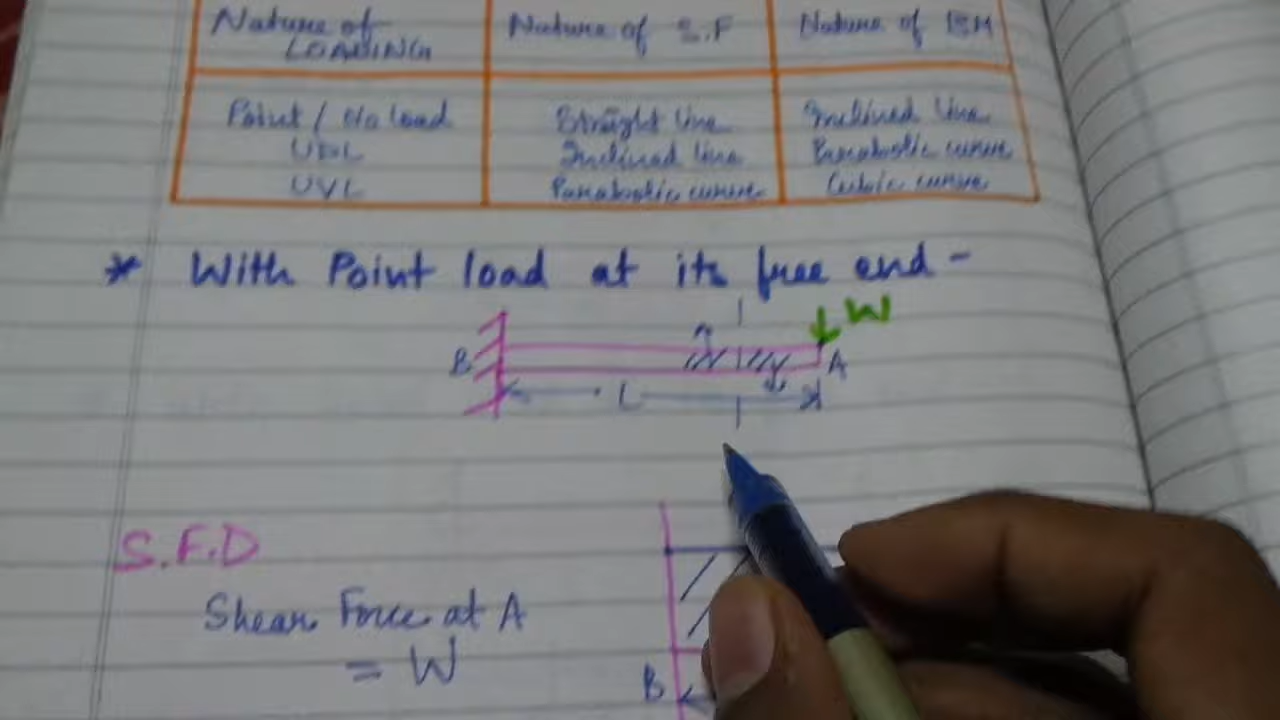 Nature of LOADING
Nature of S.F
Nature of BM
Point / No load
Straight line
Inclined line
UDL
Inclined line
Parabolic curve
UVL
Parabolic curve
Cubic curve
* With Point load at its free end -
W
B
A
L
S.F.D
Shear Force at A
= W
B